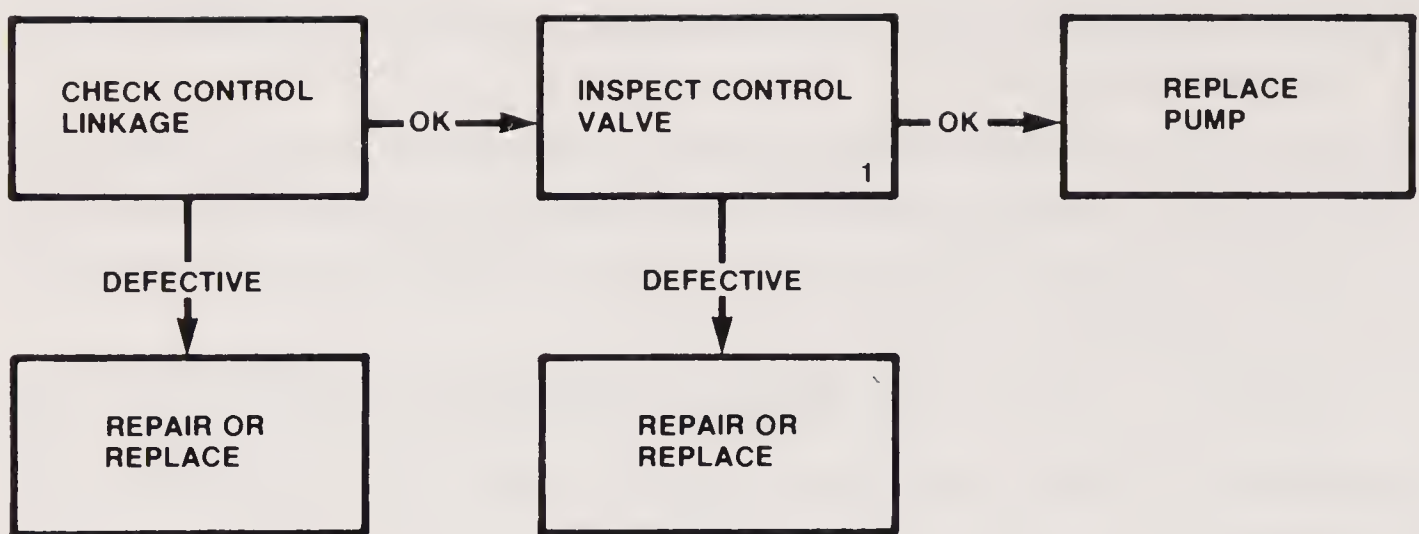 CHECK CONTROL
LINKAGE
OK
INSPECT CONTROL
VALVE
1
OK
REPLACE
PUMP
DEFECTIVE
DEFECTIVE
REPAIR OR
REPLACE
REPAIR OR
REPLACE